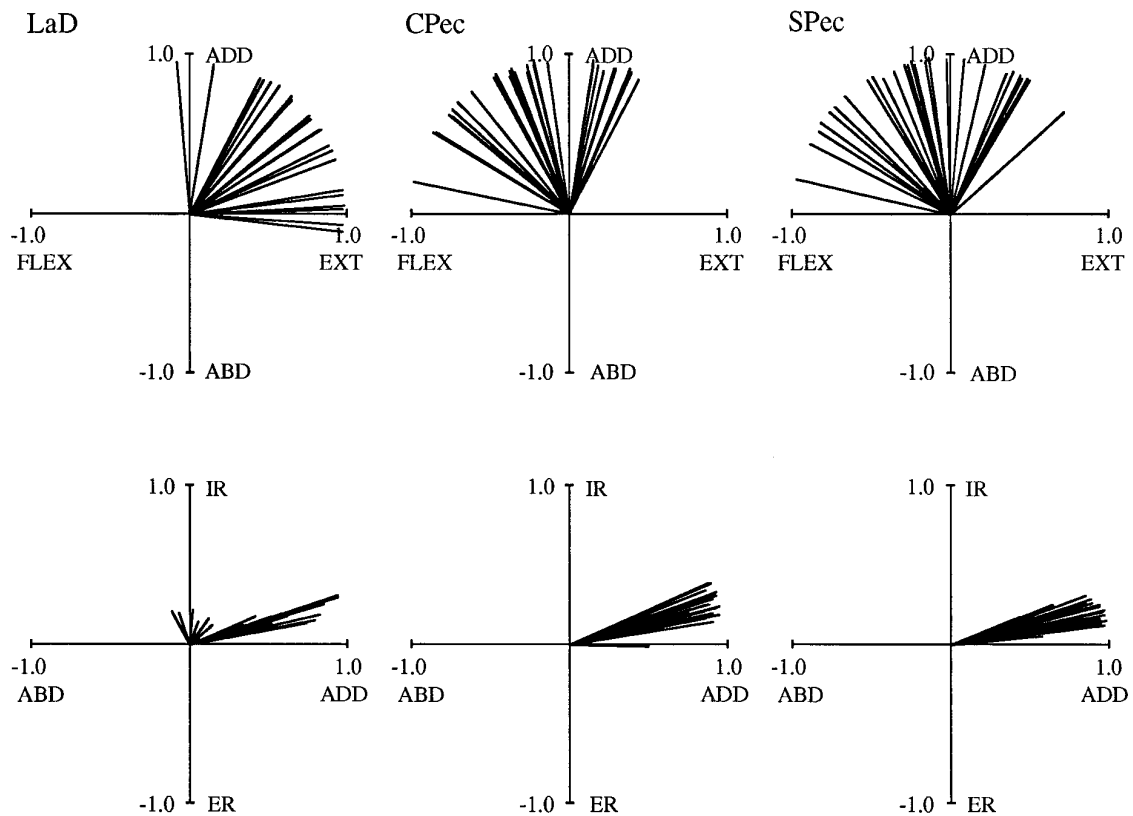 LaD CPec SPec
1.0 ADD 1.0 ADD 1.0 ADD
-1.0 1.0 -1.0 1.0 -1.0 1.0
FLEX EXT FLEX EXT FLEX EXT
-1.0 ABD -1.0 ABD -1.0 ABD
1.0 IR 1.0 IR 1.0 IR
-1.0 1.0 -1.0 1.0 -1.0 1.0
ABD ADD ABD ADD ABD ADD
-1.0 ER -1.0 ER -1.0 ER